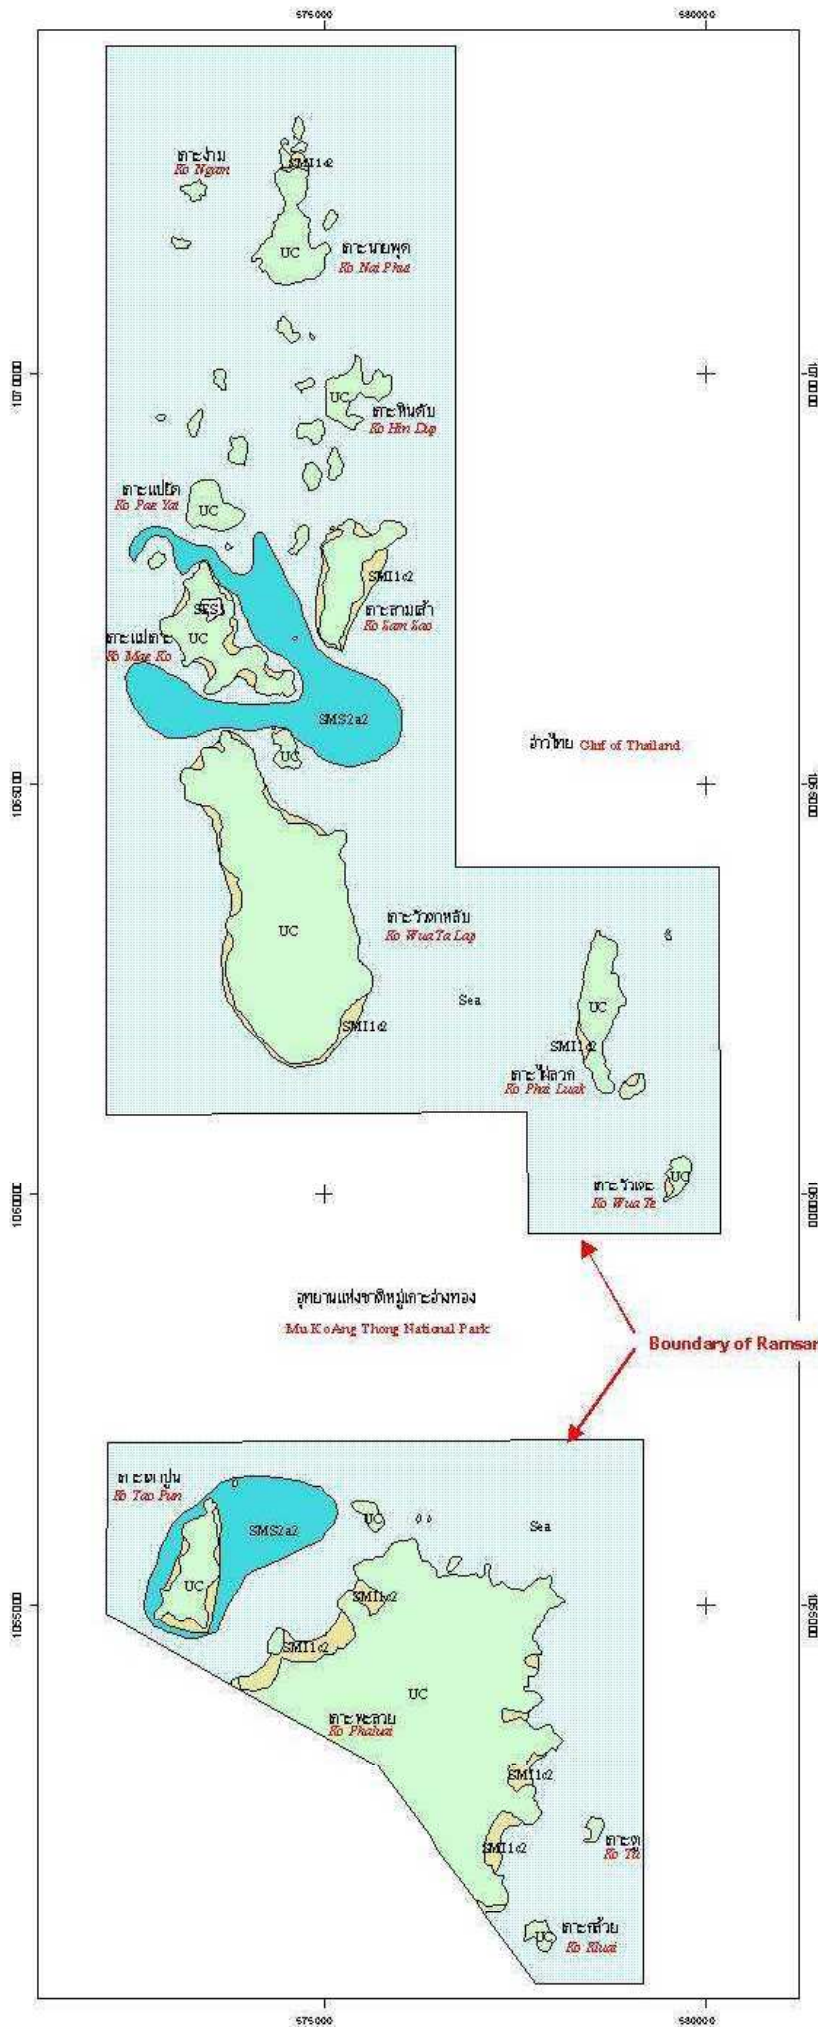 575000
580000
เกาะง่าม
Ko Ngam
SMI1c2
UC
เกาะนายพุด
Ko Nai Phut
1070000
1070000
UC
เกาะหินดับ
Ko Hin Dup
เกาะแปยัด
Ko Pae Yat
UC
SMI1c2
SES1
เกาะสามเส้า
Ko Sam Sao
เกาะแม่เกาะ
UC
Ko Mae Ko
SMS2a2
อ่าวไทย Gluf of Thailand
UC
1065000
1065000
เกาะวัวตาหลับ
Ko Wua Ta Lap
UC
Sea
UC
SMI1c2
SMI1c2
เกาะไผ่ลวก
Ko Phai Luak
เกาะวัวเตะ
UC
Ko Wua Te
1060000
1060000
อุทยานแห่งชาติหมู่เกาะอ่างทอง
Mu Ko Ang Thong National Park
Boundary of Ramsar
เกาะเตาปูน
Ko Tao Pun
UC
SMS2a2
Sea
UC
SMI1c2
1055000
1055000
SMI1c2
UC
เกาะพะลวย
Ko Phaluai
SMI1c2
SMI1c2
Ko Tu
เกาะกล้วย
UC
Ko Kluai
575000
580000